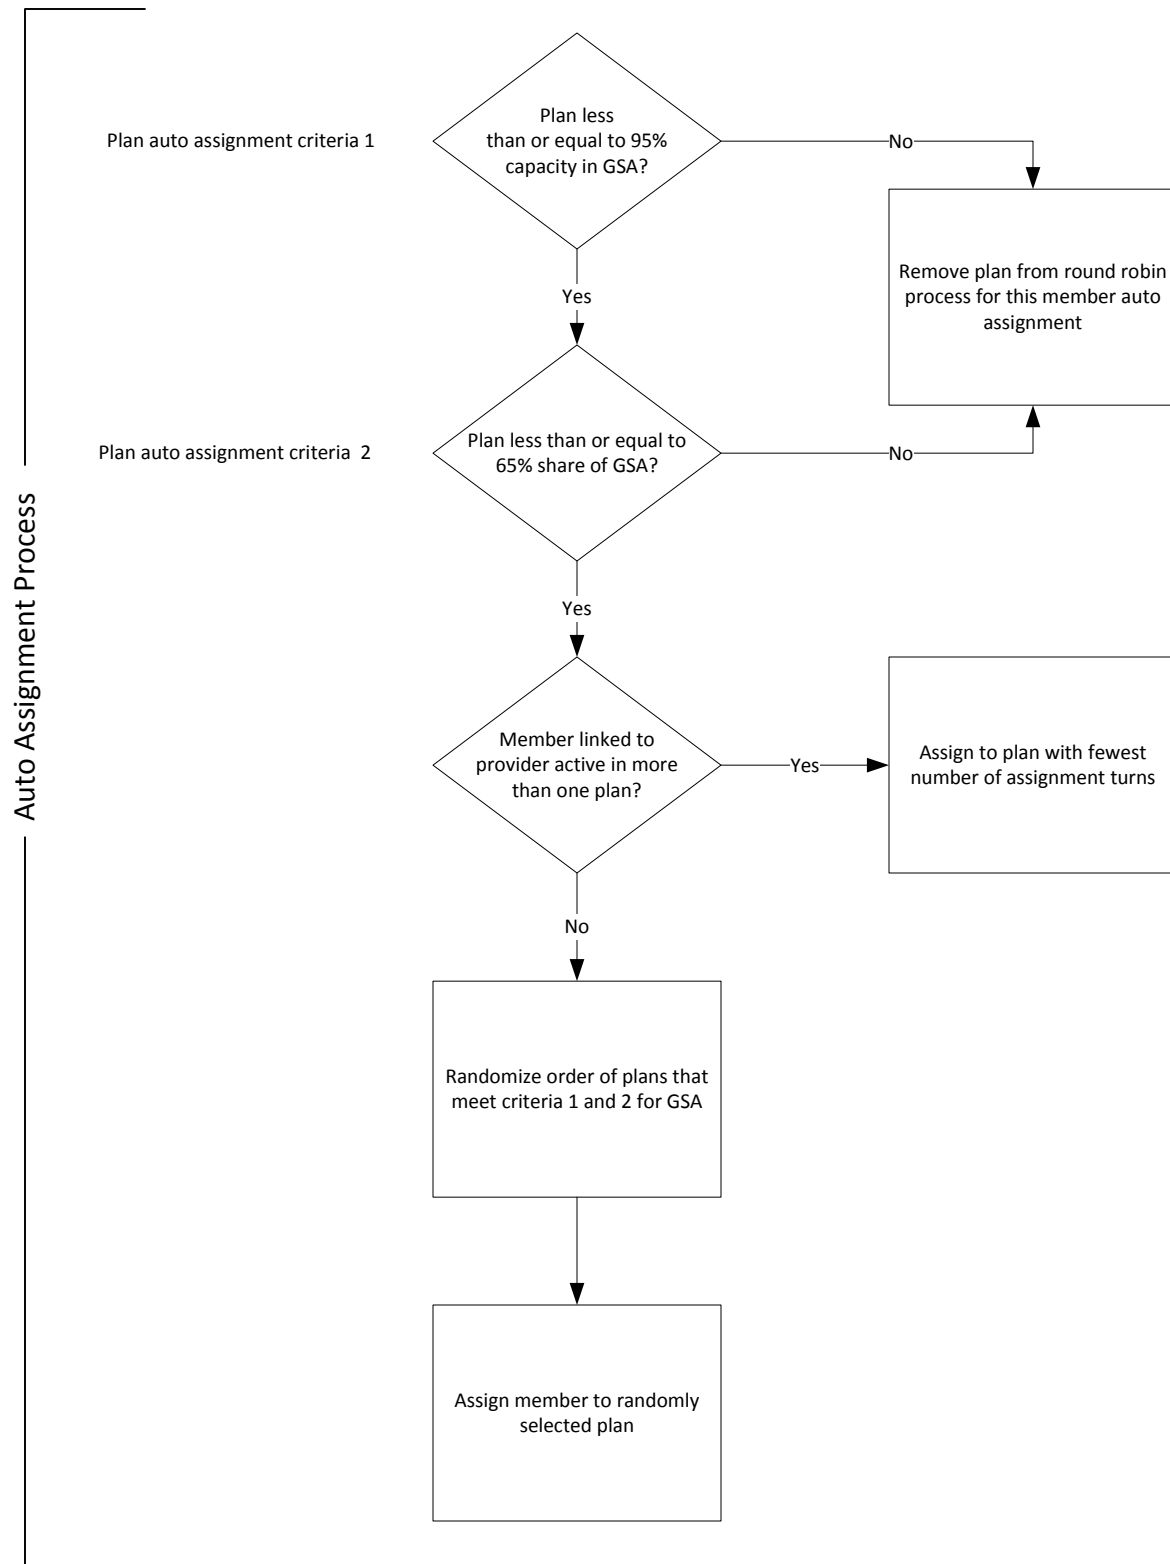 Plan less
than or equal to 95%
capacity in GSA?
Plan auto assignment criteria 1
No
Remove plan from round robin
process for this member auto
assignment
Yes
Plan less than or equal to
65% share of GSA?
Plan auto assignment criteria 2
No
Auto Assignment Process
Yes
Member linked to
provider active in more
than one plan?
Yes
Assign to plan with fewest
number of assignment turns
No
Randomize order of plans that
meet criteria 1 and 2 for GSA
Assign member to randomly
selected plan